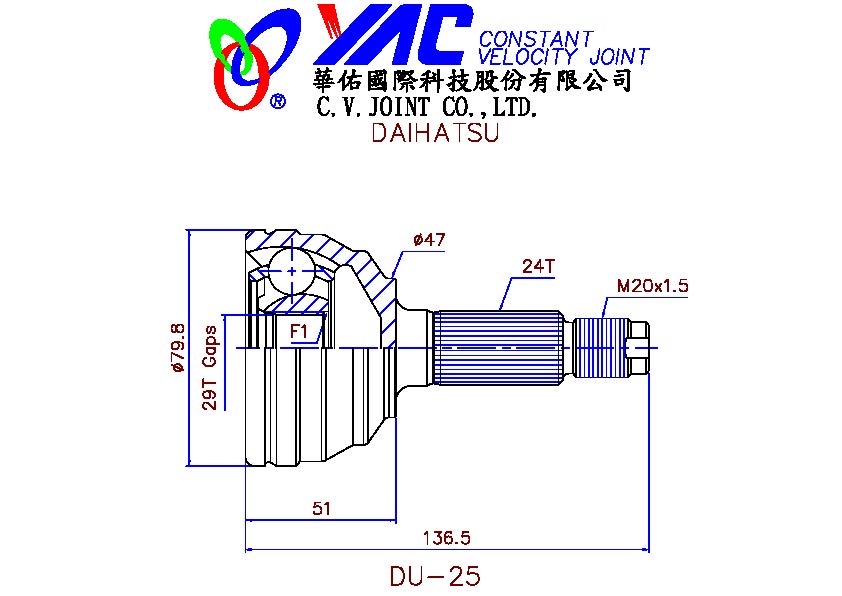 YAC CONSTANT
VELOCITY JOINT
®
華佑國際科技股份有限公司
C.V.JOINT CO.,LTD.
DAIHATSU
ø47
24T
M20x1.5
F1
ø79.8
29T Gaps
51
136.5
DU-25